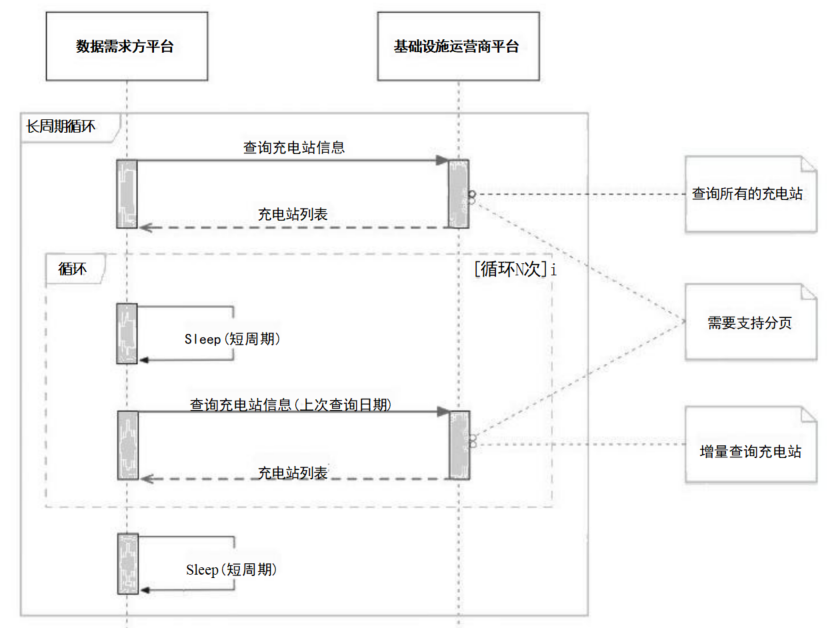 数据需求方平台
基础设施运营商平台
长周期循环
查询充电站信息
查询所有的充电站
充电站列表
循环
[循环N次]i
需要支持分页
Sleep(短周期)
查询充电站信息(上次查询日期)
增量查询充电站
充电站列表
Sleep(短周期)